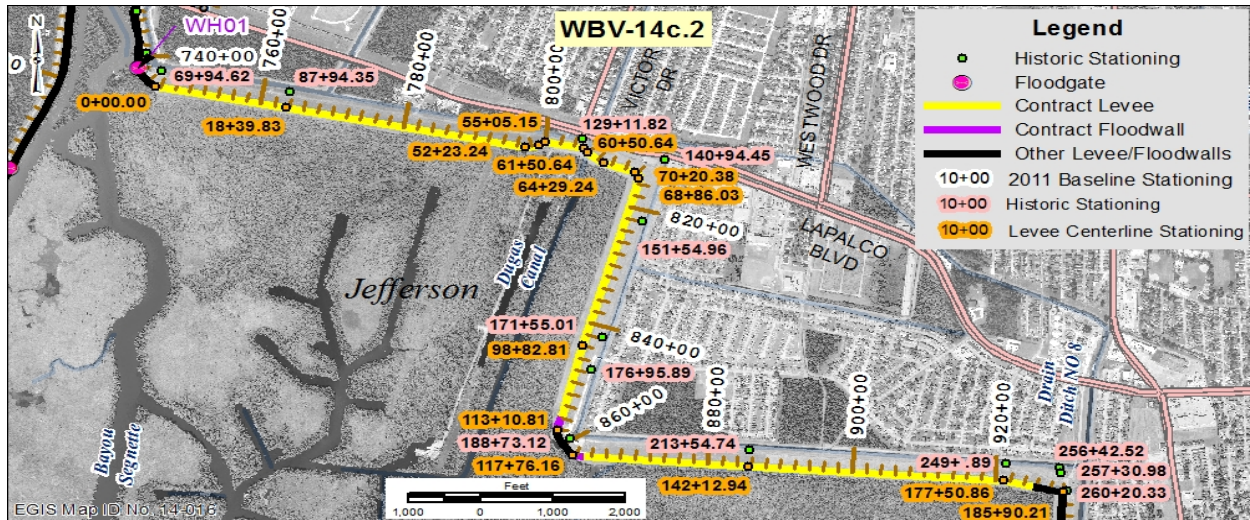 WBV-14c.2
WH01
0
N
740+00
760+00
780+00
800+00
VICTOR
DR
WESTWOOD DR
69+94.62
87+94.35
0+00.00
18+39.83
55+05.15
129+11.82
52+23.24
60+50.64
140+94.45
61+50.64
70+20.38
64+29.24
68+86.03
820+00
151+54.96
LAPALCO
BLVD
Dugas
Canal
Jefferson
171+55.01
98+82.81
840+00
176+95.89
113+10.81
860+00
188+73.12
117+76.16
880+00
900+00
920+00
213+54.74
142+12.94
249+ .89
177+50.86
256+42.52
257+30.98
260+20.33
185+90.21
Drain
Ditch NO 8
Bayou
Segnette
Feet
1,000 0 1,000 2,000
EGIS Map ID No. 14-016
Legend
Historic Stationing
Floodgate
Contract Levee
Contract Floodwall
Other Levee/Floodwalls
10+00 2011 Baseline Stationing
10+00 Historic Stationing
10+00 Levee Centerline Stationing